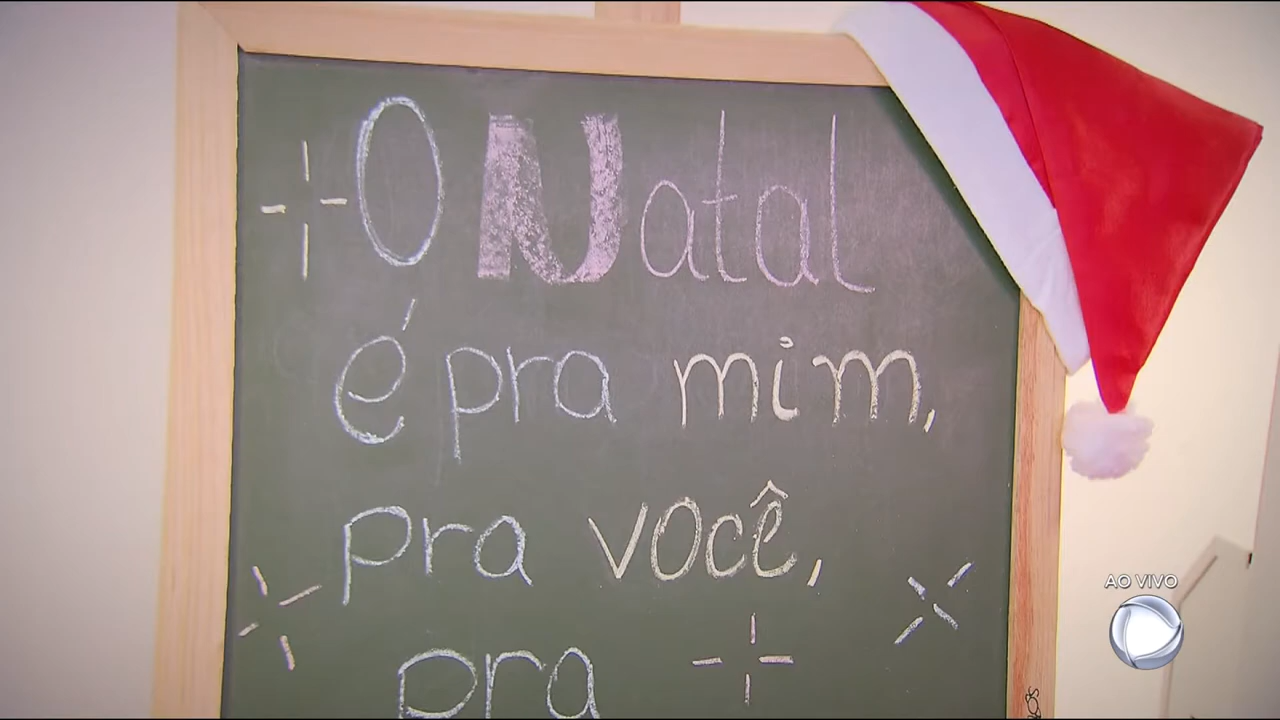 O Natal
é pra mim,
pra você,
pra
AO VIVO